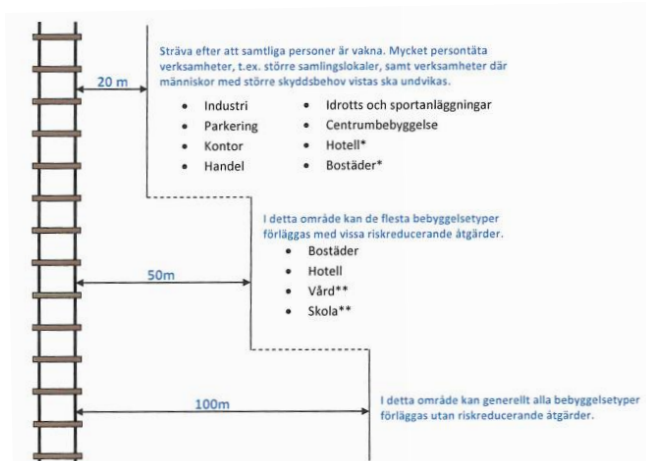 Sträva efter att samtliga personer är vakna. Mycket persontäta
verksamheter, t.ex. större samlingslokaler, samt verksamheter där
människor med större skyddsbehov vistas ska undvikas.
20 m
• Industri
• Parkering
• Kontor
• Handel
• Idrotts och sportanläggningar
• Centrumbebyggelse
• Hotell*
• Bostäder*
I detta område kan de flesta bebyggelsetyper
förläggas med vissa riskreducerande åtgärder.
• Bostäder
• Hotell
• Vård**
• Skola**
50m
100m
I detta område kan generellt alla bebyggelsetyper
förläggas utan riskreducerande åtgärder.